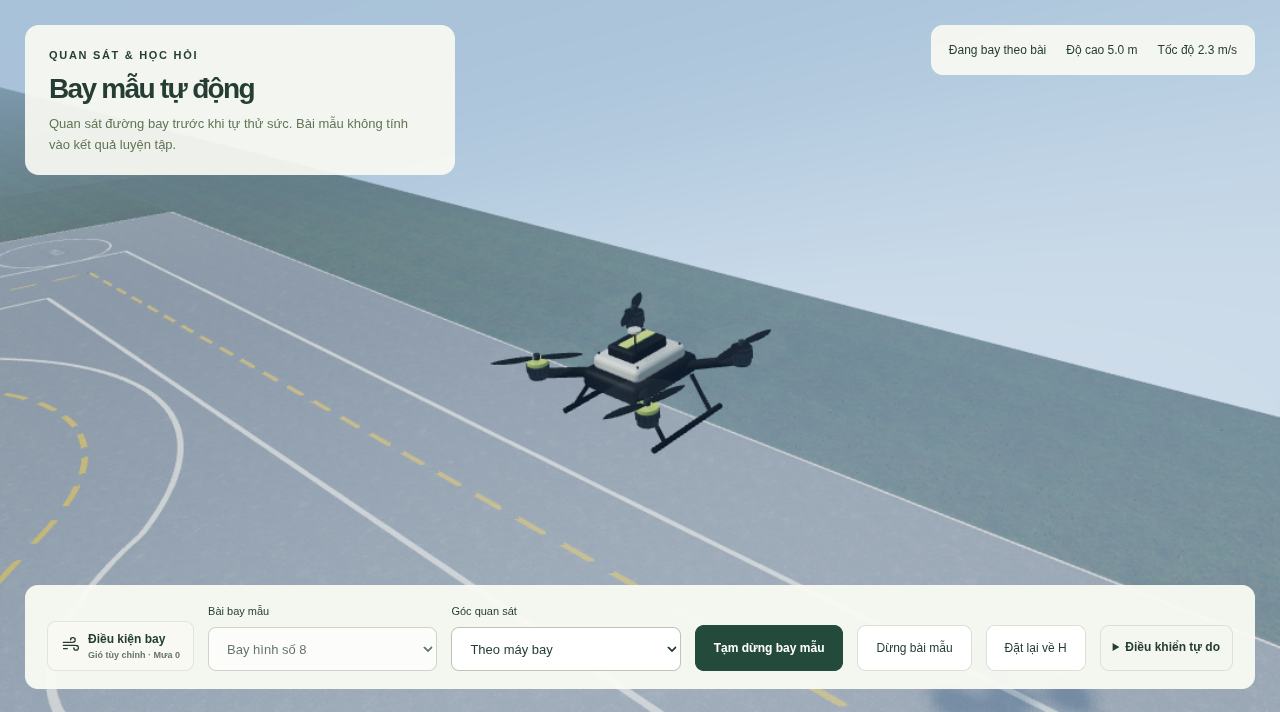 QUAN SÁT & HỌC HỎI
Bay mẫu tự động
Quan sát đường bay trước khi tự thử sức. Bài mẫu không tính
vào kết quả luyện tập.
Đang bay theo bài Độ cao 5.0 m Tốc độ 2.3 m/s
Điều kiện bay
Gió tùy chỉnh · Mưa 0
Bài bay mẫu
Bay hình số 8
Góc quan sát
Theo máy bay
Tạm dừng bay mẫu
Dừng bài mẫu
Đặt lại về H
Điều khiển tự do